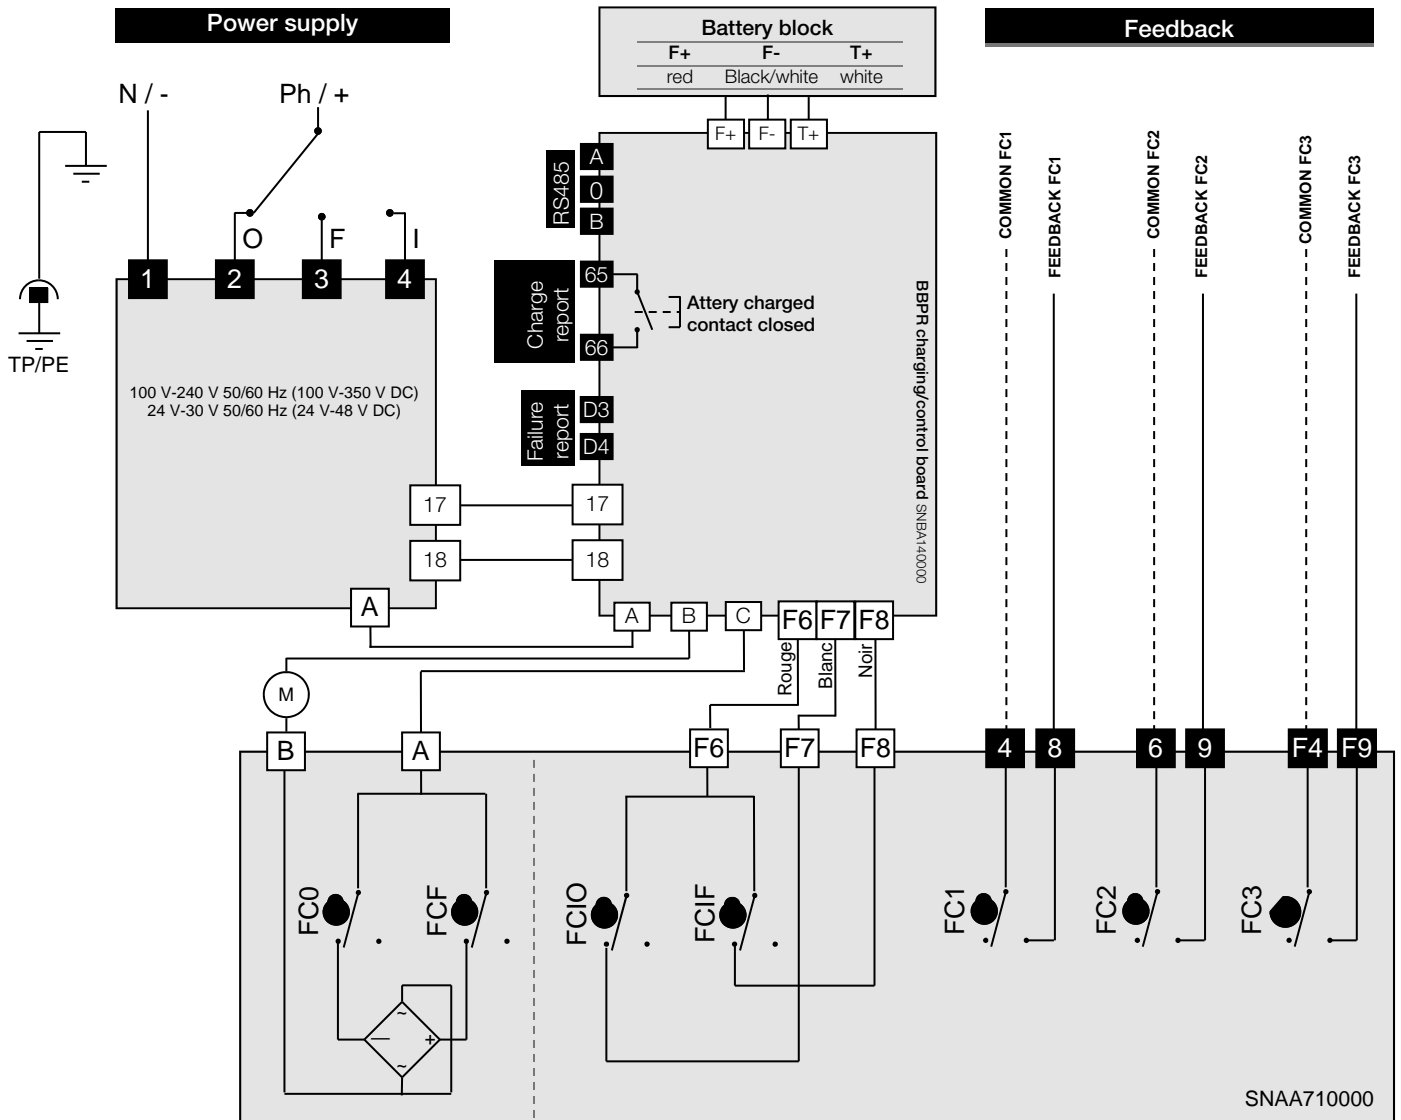 Power supply
Battery block
F+ F- T+
red Black/white white
Feedback
N / -
Ph / +
F+ F- T+
COMMON FC1
FEEDBACK FC1
COMMON FC2
FEEDBACK FC2
COMMON FC3
FEEDBACK FC3
RS485
A
0
B
O F I
1 2 3 4
TP/PE
Charge
report
65
66
Attery charged
contact closed
BBPR charging/control board SNBA140000
100 V-240 V 50/60 Hz (100 V-350 V DC)
24 V-30 V 50/60 Hz (24 V-48 V DC)
Failure
report
D3
D4
17 17
18 18
A
A B C F6 F7 F8
Rouge
Blanc
Noir
M
B A F6 F7 F8 4 8 6 9 F4 F9
FC0
FCF
FCIO
FCIF
FC1
FC2
FC3
~
— +
~
SNAA710000